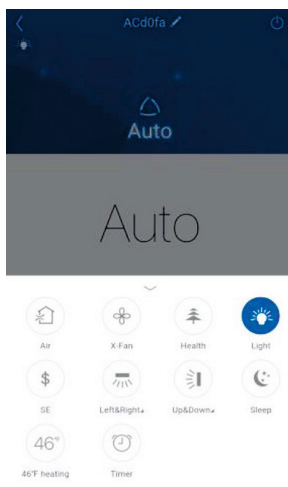 ACd0fa
Auto
Auto
Air X-Fan Health Light
$
SE Left&Right Up&Down Sleep
46°
46°F heating Timer